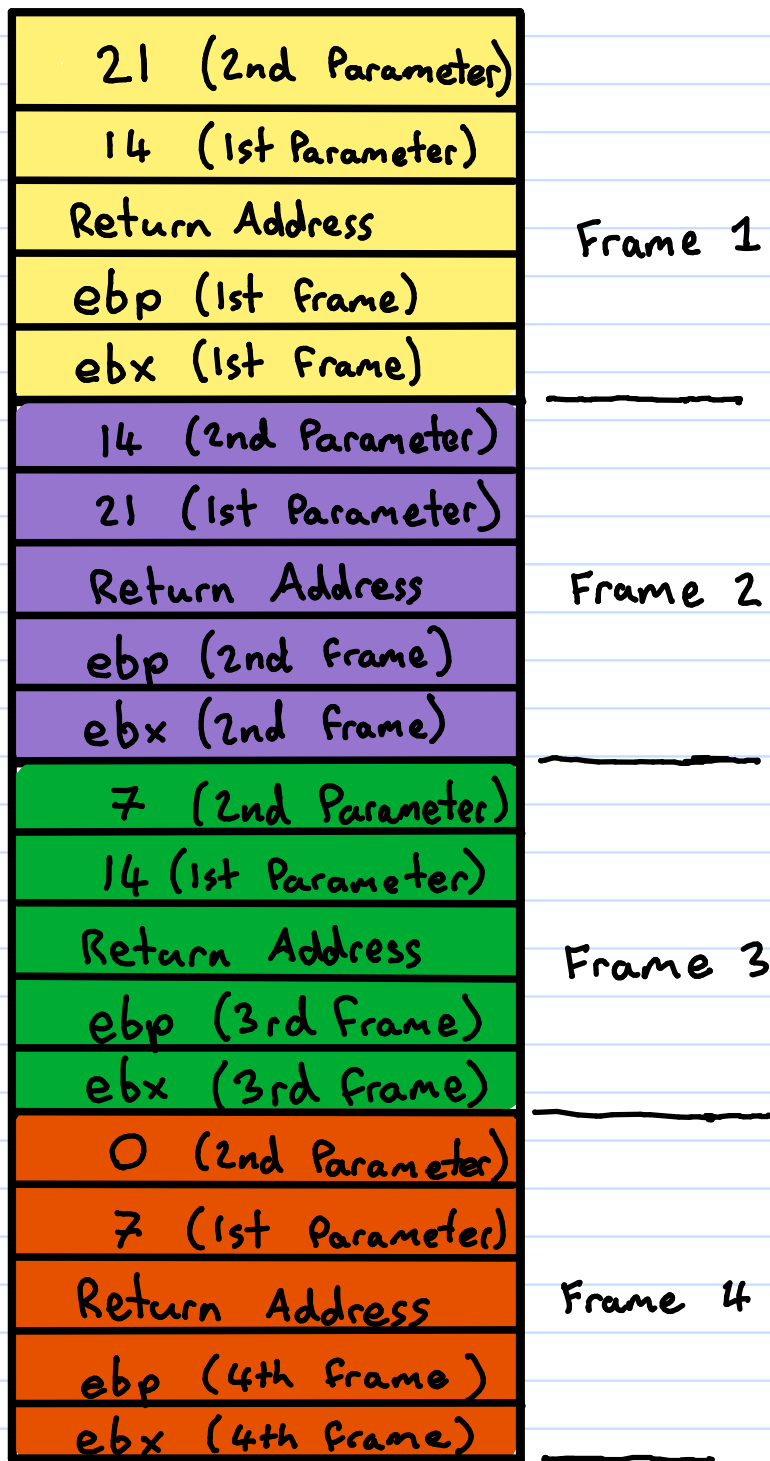 21 (2nd Parameter)
14 (1st Parameter)
Return Address
Frame 1
ebp (1st frame)
ebx (1st Frame)
14 (2nd Parameter)
21 (1st Parameter)
Return Address
Frame 2
ebp (2nd frame)
ebx (2nd frame)
7 (2nd Parameter)
14 (1st Parameter)
Return Address
Frame 3
ebp (3rd Frame)
ebx (3rd frame)
0 (2nd Parameter)
7 (1st Parameter)
Return Address
Frame 4
ebp (4th frame)
ebx (4th frame)